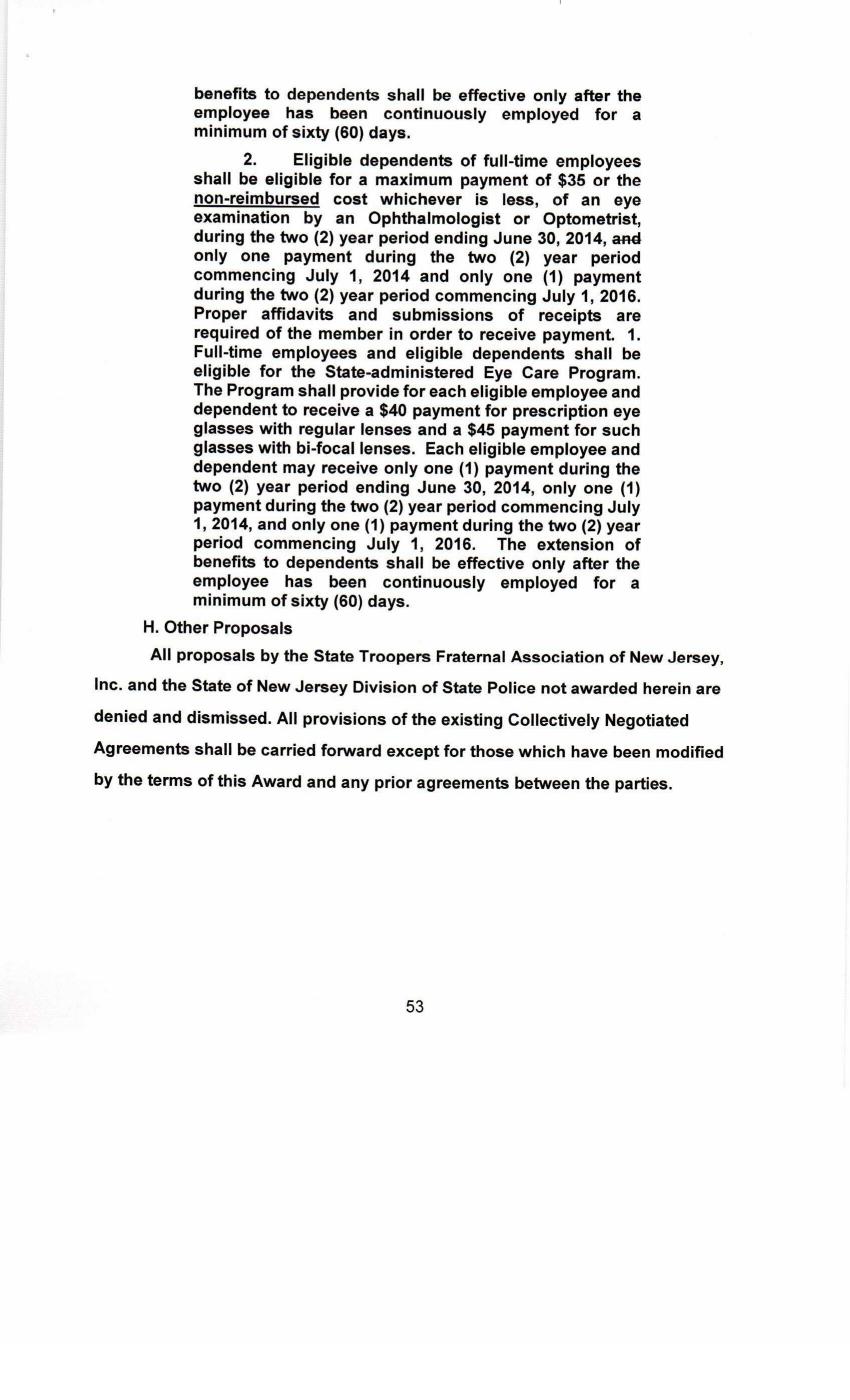 benefits to dependents shall be effective only after the
employee has been continuously employed for a
minimum of sixty (60) days.
2. Eligible dependents of full-time employees
shall be eligible for a maximum payment of $35 or the
non-reimbursed cost whichever is less, of an eye
examination by an Ophthalmologist or Optometrist,
during the two (2) year period ending June 30, 2014, and
only one payment during the two (2) year period
commencing July 1, 2014 and only one (1) payment
during the two (2) year period commencing July 1, 2016.
Proper affidavits and submissions of receipts are
required of the member in order to receive payment. 1.
Full-time employees and eligible dependents shall be
eligible for the State-administered Eye Care Program.
The Program shall provide for each eligible employee and
dependent to receive a $40 payment for prescription eye
glasses with regular lenses and a $45 payment for such
glasses with bi-focal lenses. Each eligible employee and
dependent may receive only one (1) payment during the
two (2) year period ending June 30, 2014, only one (1)
payment during the two (2) year period commencing July
1, 2014, and only one (1) payment during the two (2) year
period commencing July 1, 2016. The extension of
benefits to dependents shall be effective only after the
employee has been continuously employed for a
minimum of sixty (60) days.
H. Other Proposals
All proposals by the State Troopers Fraternal Association of New Jersey,
Inc. and the State of New Jersey Division of State Police not awarded herein are
denied and dismissed. All provisions of the existing Collectively Negotiated
Agreements shall be carried forward except for those which have been modified
by the terms of this Award and any prior agreements between the parties.
53